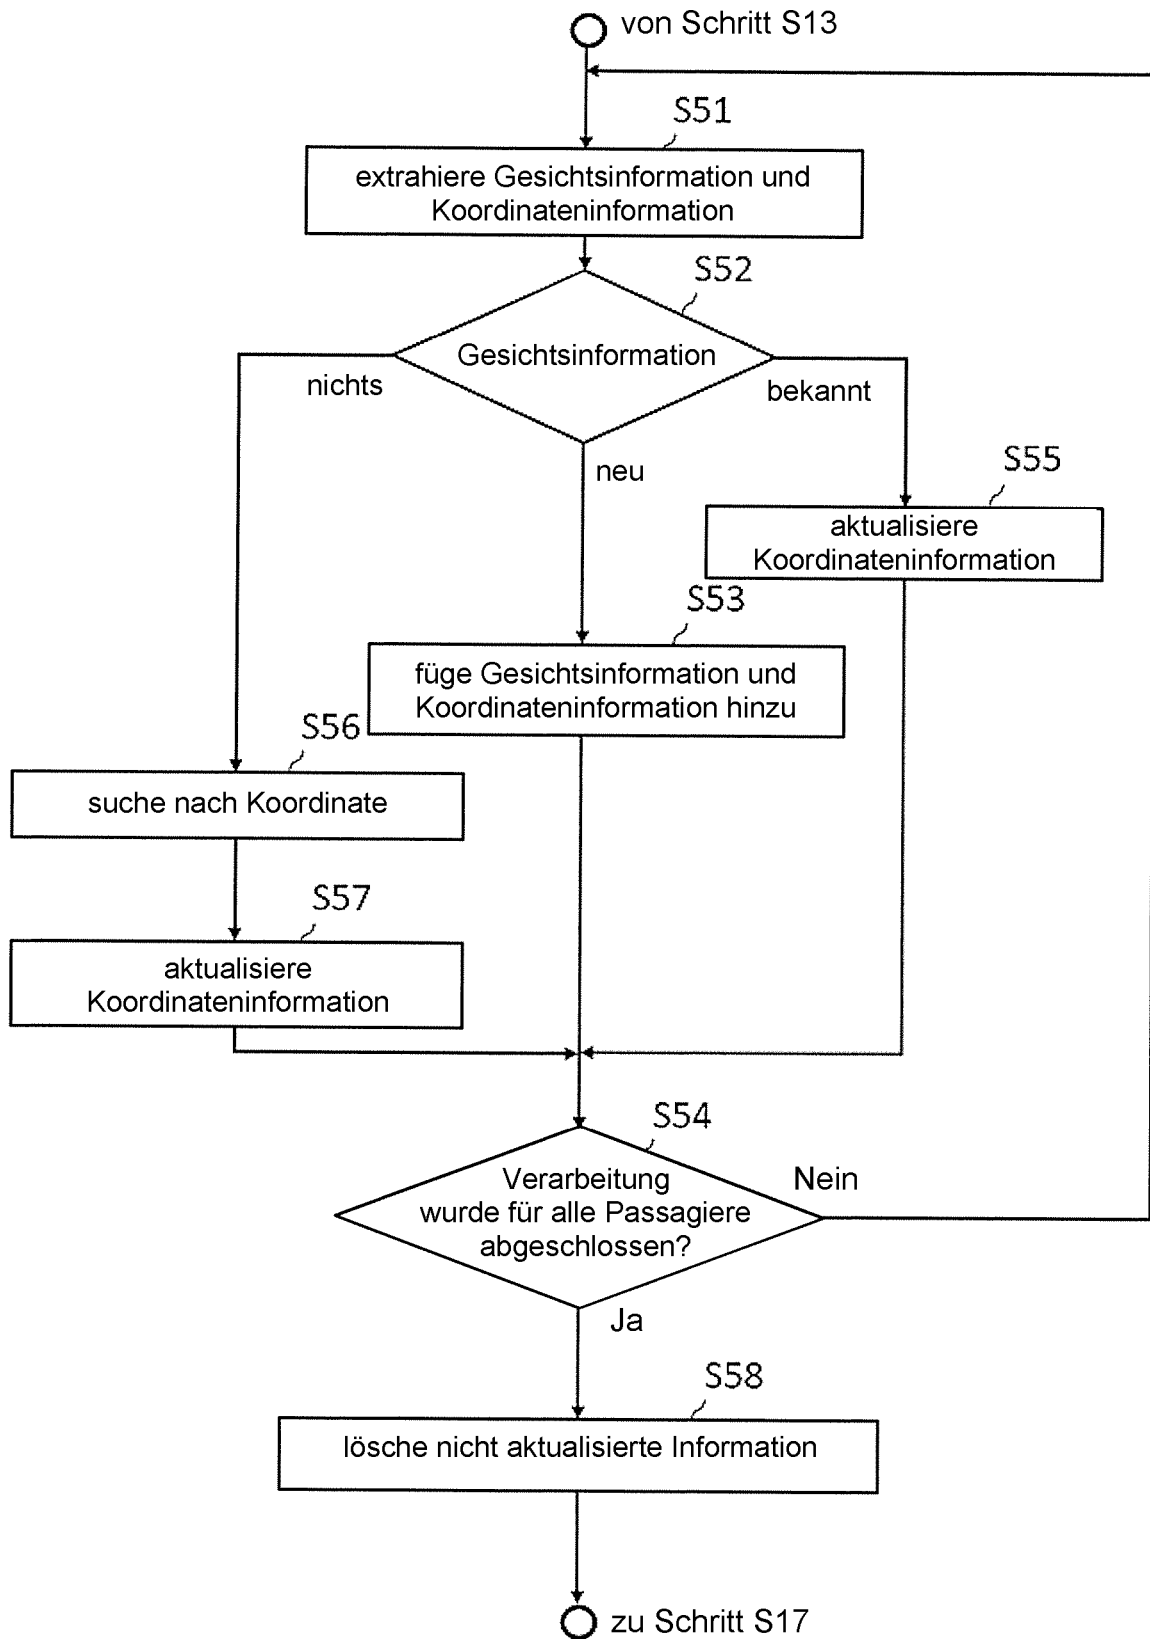 von Schritt S13
S51
extrahiere Gesichtsinformation und
Koordinateninformation
S52
Gesichtsinformation
nichts
bekannt
neu
S55
aktualisiere
Koordinateninformation
S53
füge Gesichtsinformation und
Koordinateninformation hinzu
S56
suche nach Koordinate
S57
aktualisiere
Koordinateninformation
S54
Verarbeitung
wurde für alle Passagiere
abgeschlossen?
Nein
Ja
S58
lösche nicht aktualisierte Information
zu Schritt S17